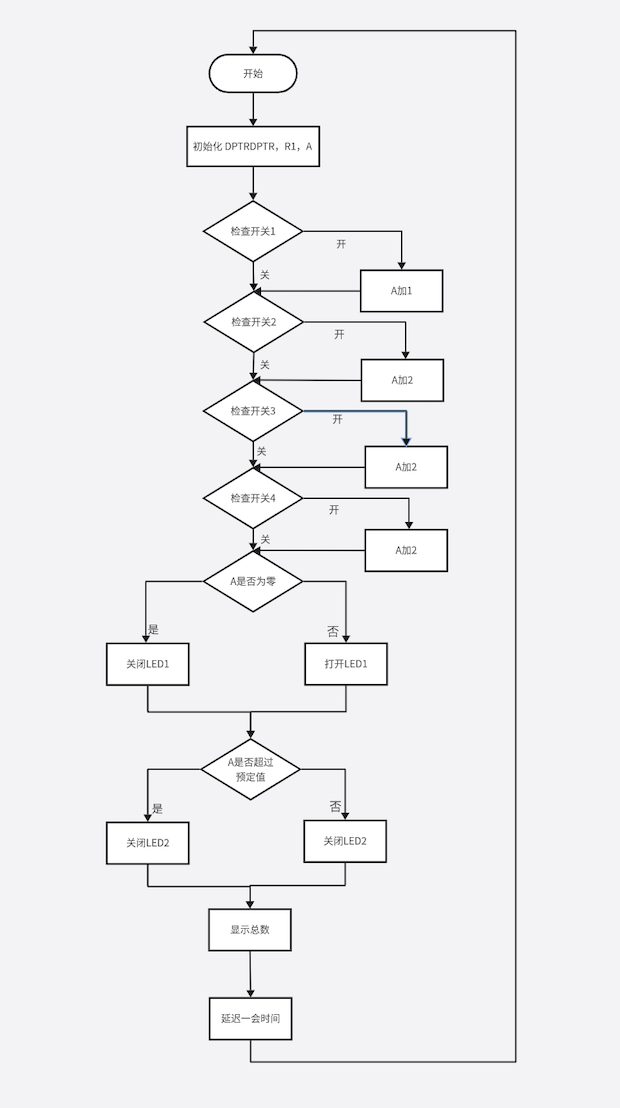 开始
初始化 DPTRDPTR，R1，A
检查开关1
开
关
A加1
检查开关2
开
关
A加2
检查开关3
开
关
A加2
检查开关4
开
关
A加2
A是否为零
是
否
关闭LED1
打开LED1
A是否超过
预定值
是
否
关闭LED2
关闭LED2
显示总数
延迟一会时间